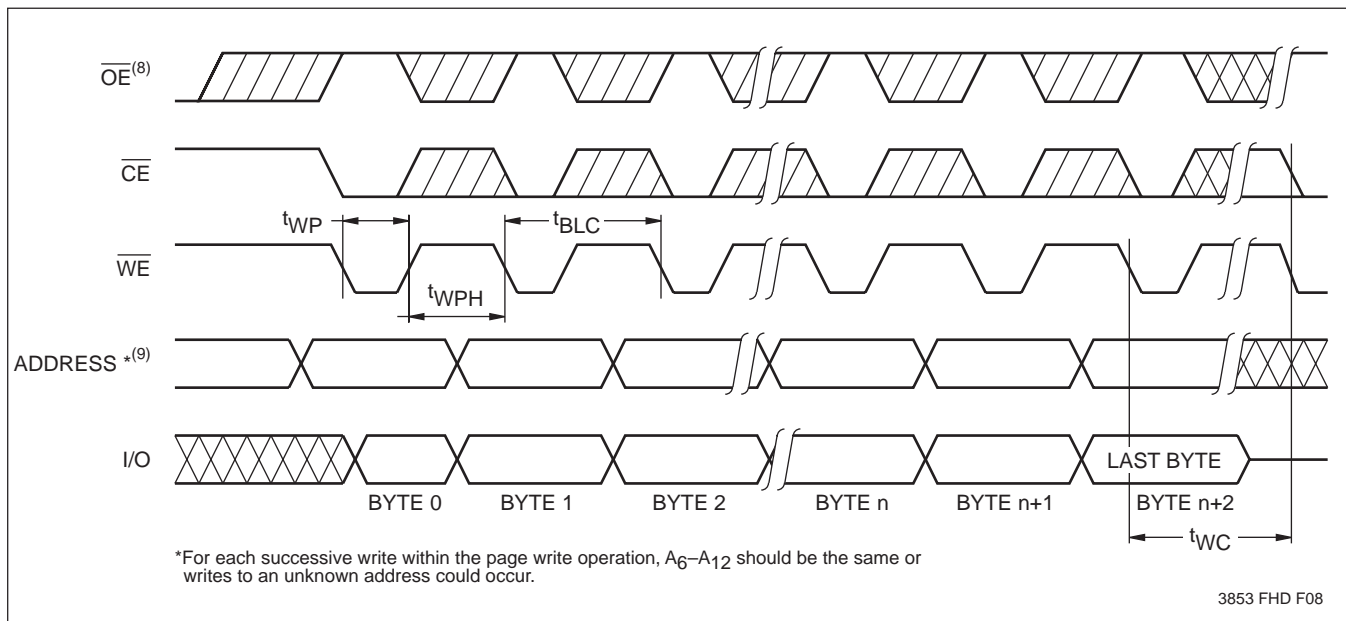 OE(8)
CE
tWP
tBLC
WE
tWPH
ADDRESS *(9)
I/O
LAST BYTE
BYTE 0 BYTE 1 BYTE 2 BYTE n BYTE n+1 BYTE n+2
tWC
*For each successive write within the page write operation, A6–A12 should be the same or
writes to an unknown address could occur.
3853 FHD F08